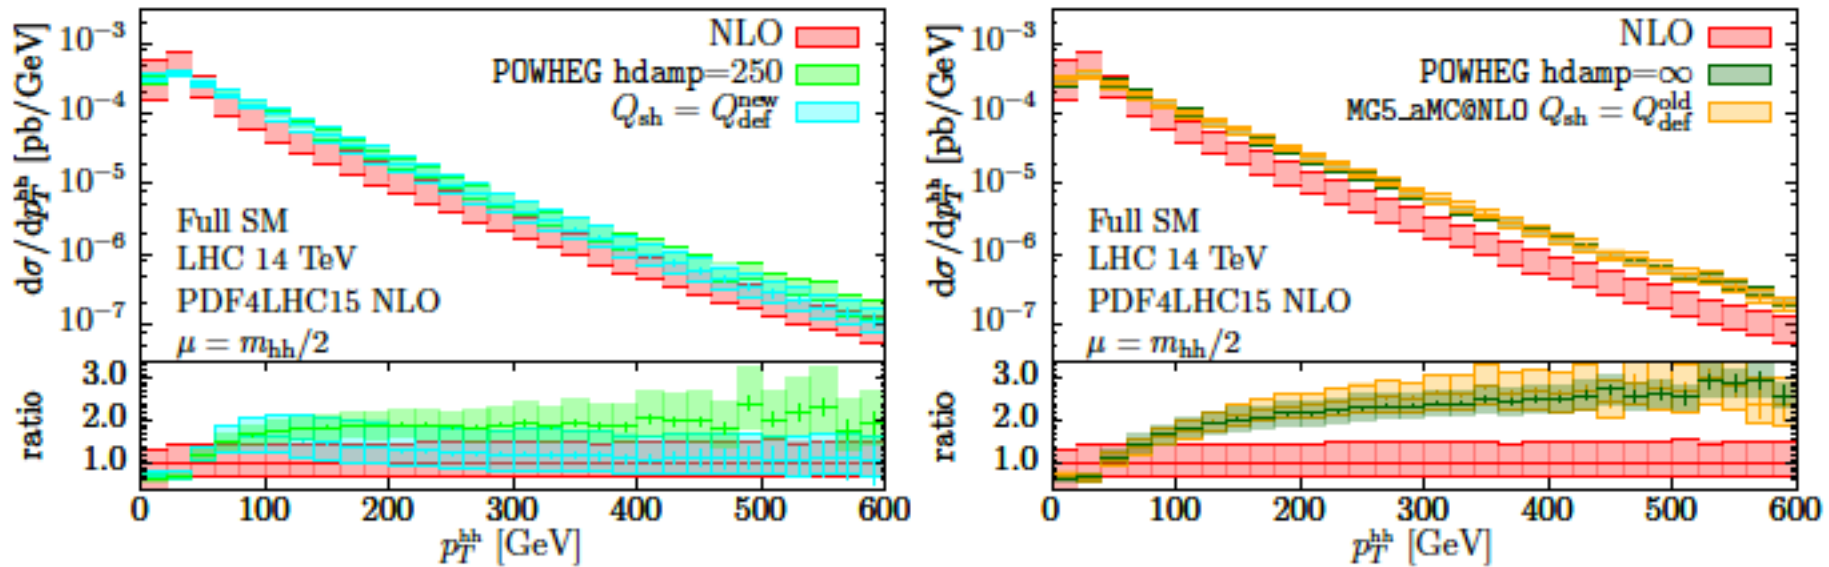 NLO
POWHEG hdamp=250
Q_sh = Q_def^new
dσ/dp_T^hh [pb/GeV]
10^−3
10^−4
10^−5
10^−6
10^−7
Full SM
LHC 14 TeV
PDF4LHC15 NLO
μ = m_hh/2
ratio
3.0
2.0
1.0
0 100 200 300 400 500 600
p_T^hh [GeV]
NLO
POWHEG hdamp=∞
MG5_aMC@NLO Q_sh = Q_def^old
dσ/dp_T^hh [pb/GeV]
10^−3
10^−4
10^−5
10^−6
10^−7
Full SM
LHC 14 TeV
PDF4LHC15 NLO
μ = m_hh/2
ratio
3.0
2.0
1.0
0 100 200 300 400 500 600
p_T^hh [GeV]